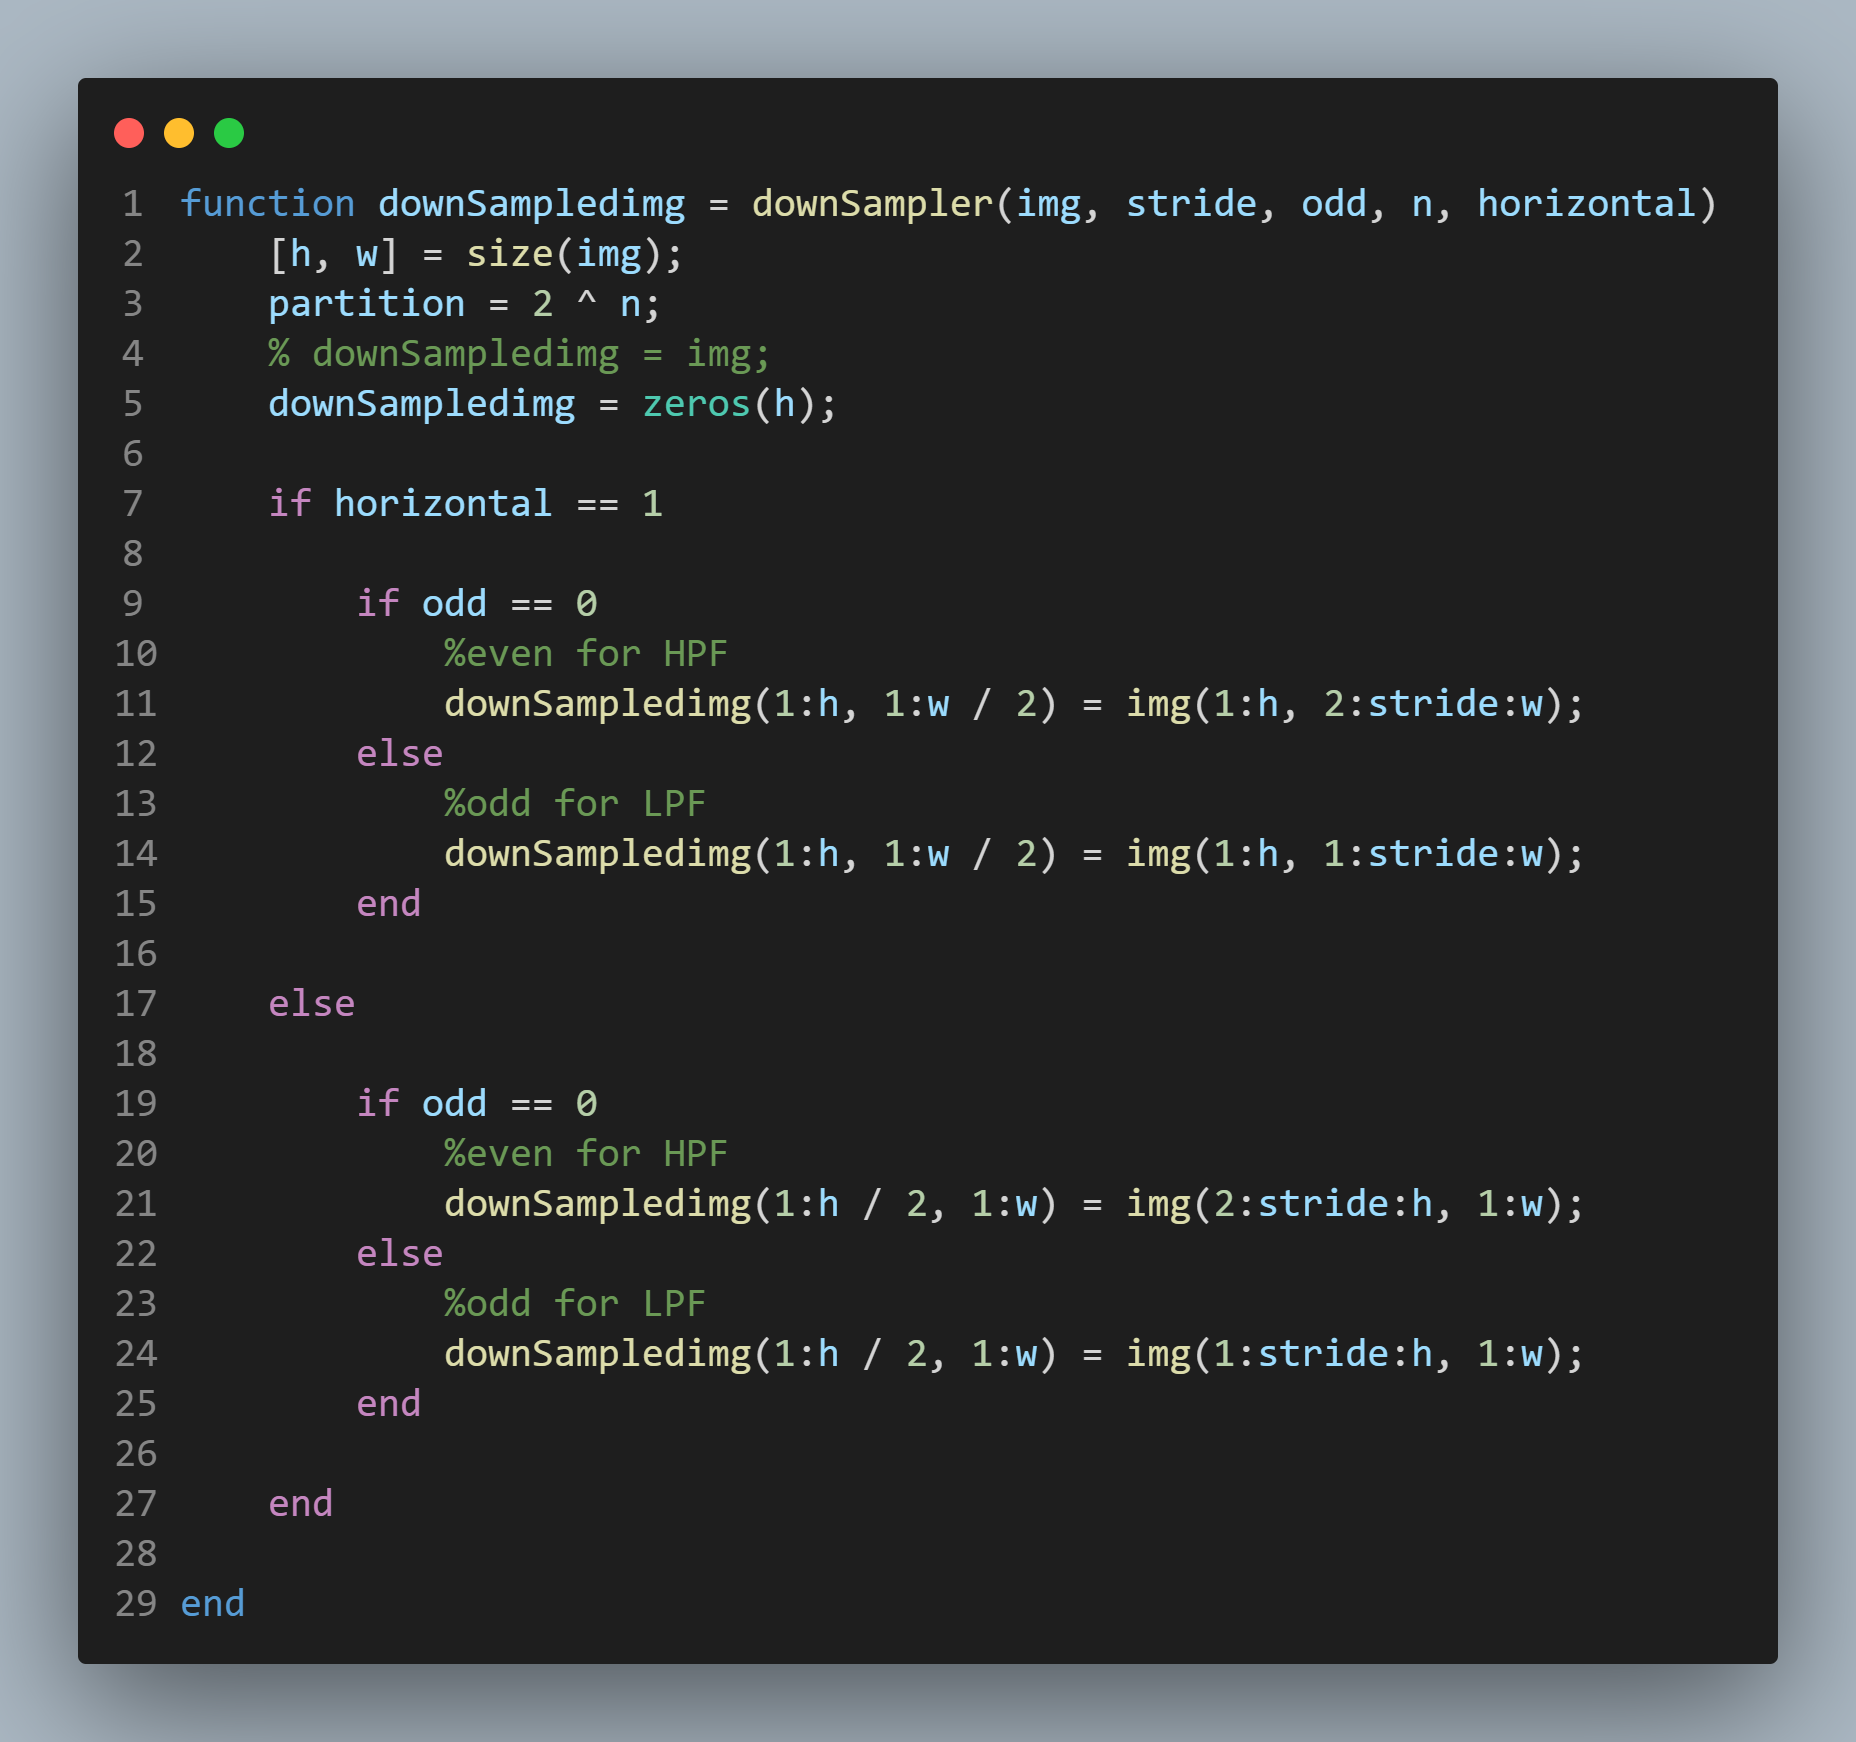 1 function downSampledimg = downSampler(img, stride, odd, n, horizontal)
2     [h, w] = size(img);
3     partition = 2 ^ n;
4     % downSampledimg = img;
5     downSampledimg = zeros(h);
6
7     if horizontal == 1
8
9         if odd == 0
10             %even for HPF
11             downSampledimg(1:h, 1:w / 2) = img(1:h, 2:stride:w);
12         else
13             %odd for LPF
14             downSampledimg(1:h, 1:w / 2) = img(1:h, 1:stride:w);
15         end
16
17     else
18
19         if odd == 0
20             %even for HPF
21             downSampledimg(1:h / 2, 1:w) = img(2:stride:h, 1:w);
22         else
23             %odd for LPF
24             downSampledimg(1:h / 2, 1:w) = img(1:stride:h, 1:w);
25         end
26
27     end
28
29 end